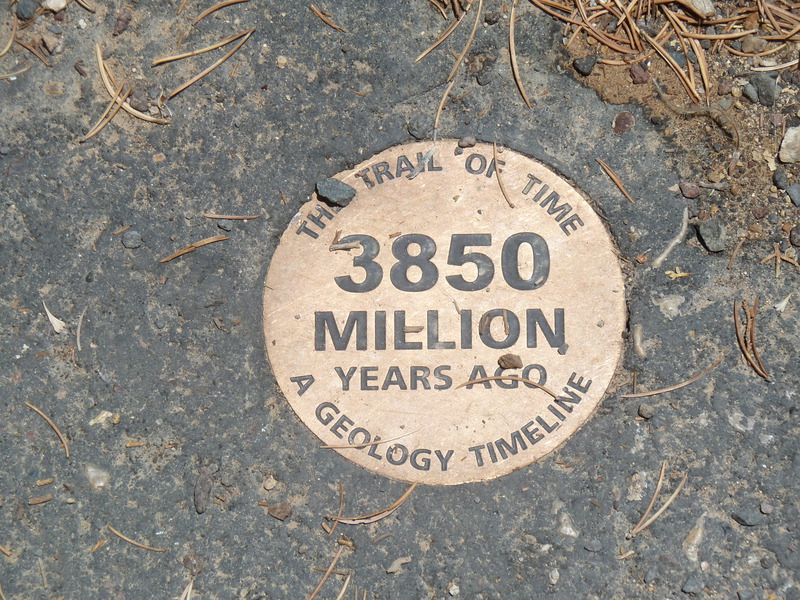 THE TRAIL OF TIME
3850
MILLION
YEARS AGO
A GEOLOGY TIMELINE